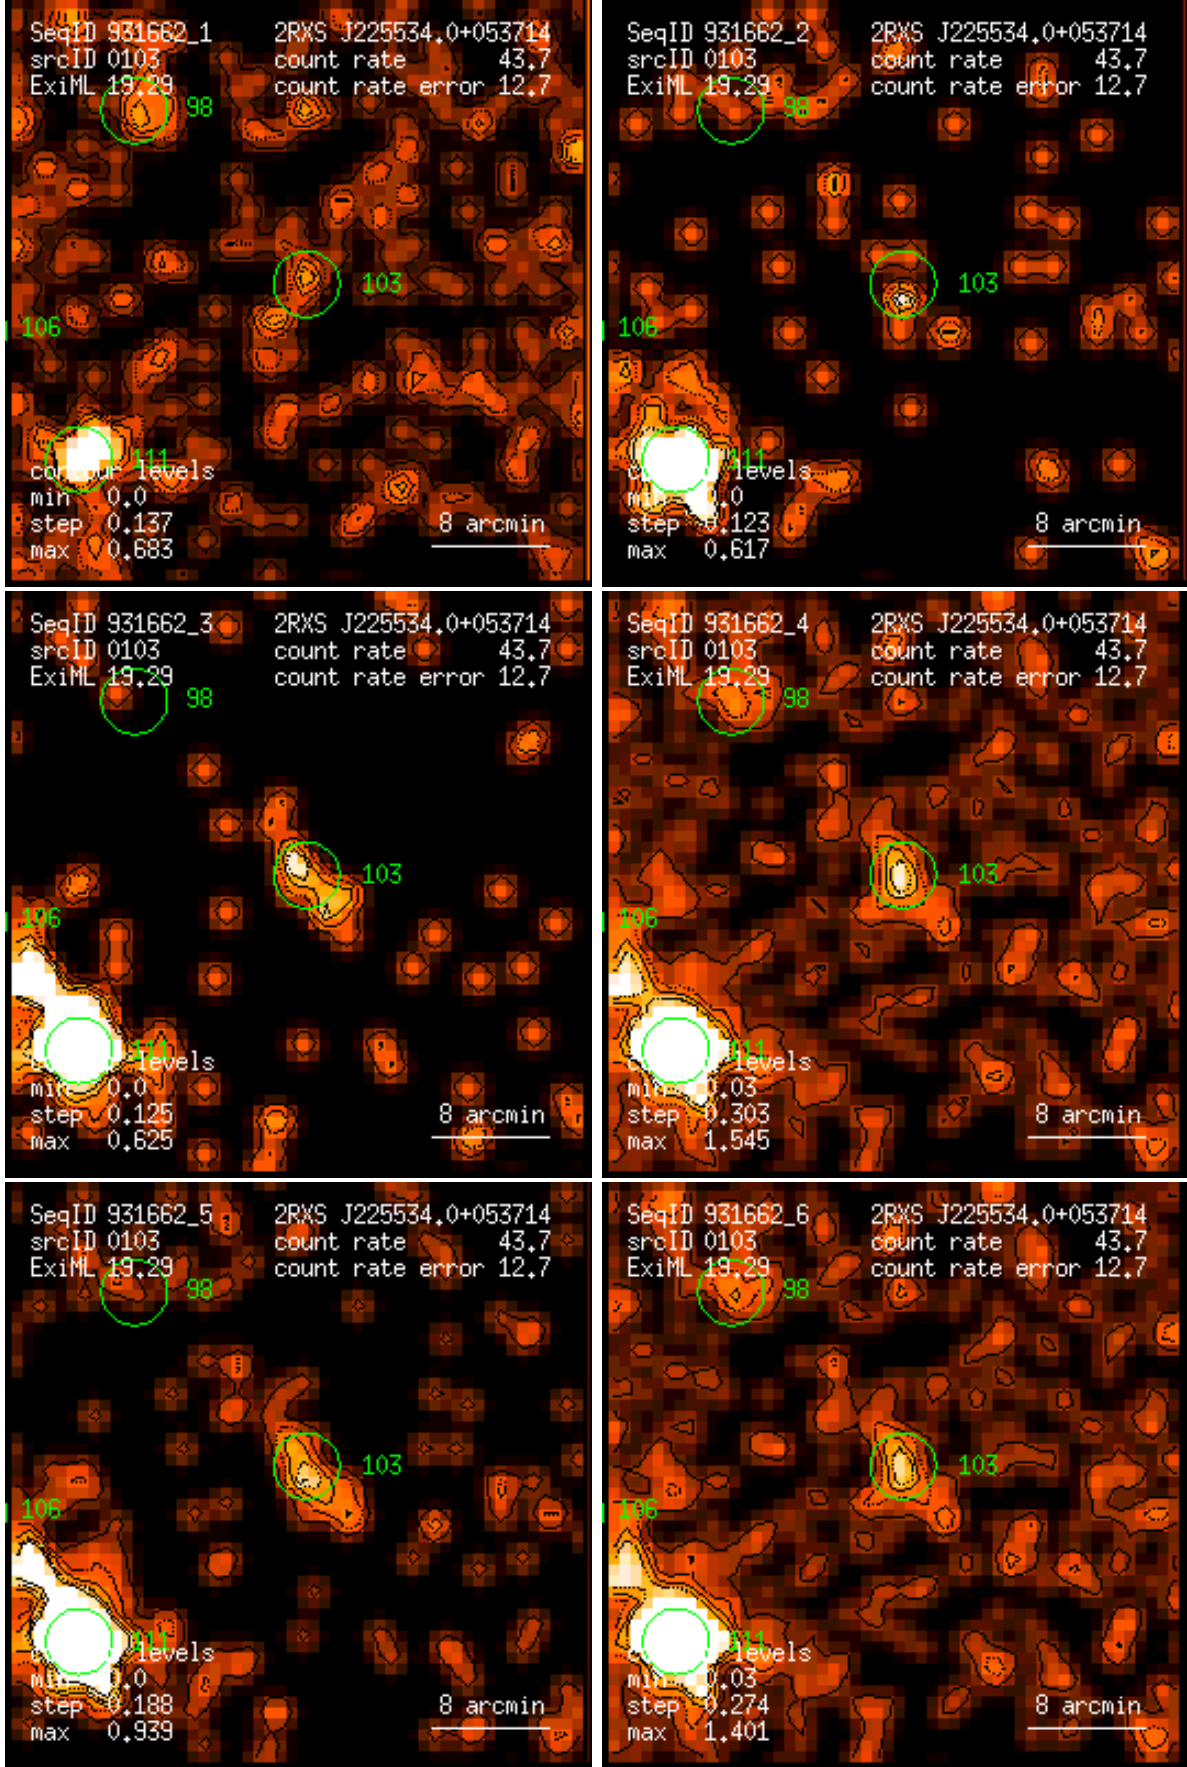 SeqID 931662_1 2RXS J225534.0+053714
srcID 0103 count rate 43.7
ExiML 19.29 count rate error 12.7
98
103
106
111
contour levels
min 0.0
step 0.137 8 arcmin
max 0.683
SeqID 931662_2 2RXS J225534.0+053714
srcID 0103 count rate 43.7
ExiML 19.29 count rate error 12.7
98
103
106
111
levels
min 0.0
step 0.123 8 arcmin
max 0.617
SeqID 931662_3 2RXS J225534.0+053714
srcID 0103 count rate 43.7
ExiML 19.29 count rate error 12.7
98
103
106
111
levels
min 0.0
step 0.125 8 arcmin
max 0.625
SeqID 931662_4 2RXS J225534.0+053714
srcID 0103 count rate 43.7
ExiML 19.29 count rate error 12.7
98
103
106
111
levels
min 0.03
step 0.303 8 arcmin
max 1.545
SeqID 931662_5 2RXS J225534.0+053714
srcID 0103 count rate 43.7
ExiML 19.29 count rate error 12.7
98
103
106
111
levels
min 0.0
step 0.188 8 arcmin
max 0.939
SeqID 931662_6 2RXS J225534.0+053714
srcID 0103 count rate 43.7
ExiML 19.29 count rate error 12.7
98
103
106
111
levels
min 0.03
step 0.274 8 arcmin
max 1.401